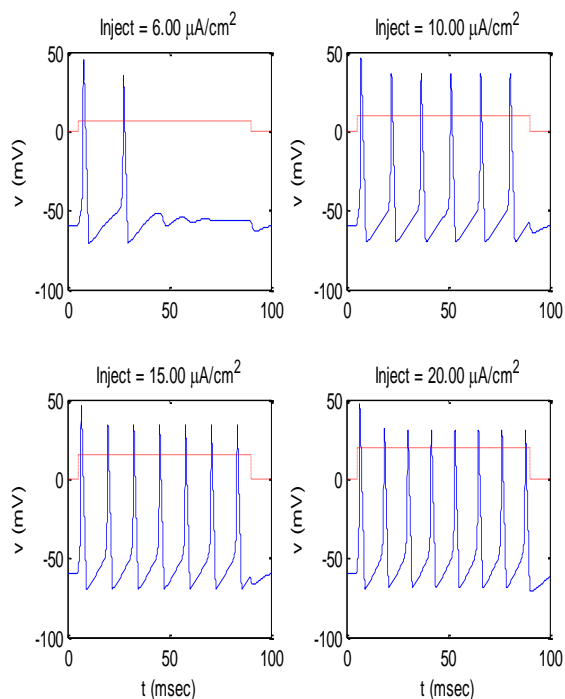 Inject = 6.00 μA/cm²
Inject = 10.00 μA/cm²
50
0
-50
-100
v (mV)
0
50
100
50
0
-50
-100
v (mV)
0
50
100
Inject = 15.00 μA/cm²
Inject = 20.00 μA/cm²
50
0
-50
-100
v (mV)
0
50
100
t (msec)
50
0
-50
-100
v (mV)
0
50
100
t (msec)